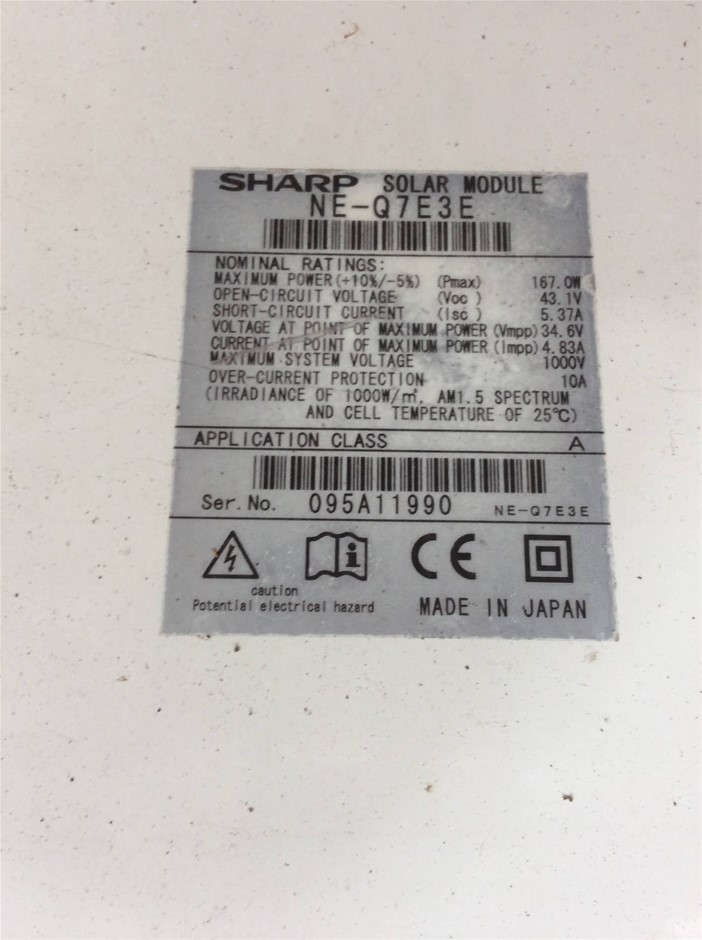 SHARP SOLAR MODULE
NE-Q7E3E
NOMINAL RATINGS:
MAXIMUM POWER(+10%/-5%) (Pmax) 167.0W
OPEN-CIRCUIT VOLTAGE (Voc ) 43.1V
SHORT-CIRCUIT CURRENT (Isc ) 5.37A
VOLTAGE AT POINT OF MAXIMUM POWER (Vmpp) 34.6V
CURRENT AT POINT OF MAXIMUM POWER (Impp) 4.83A
MAXIMUM SYSTEM VOLTAGE 1000V
OVER-CURRENT PROTECTION 10A
(IRRADIANCE OF 1000W/㎡, AM1.5 SPECTRUM
AND CELL TEMPERATURE OF 25℃)
APPLICATION CLASS A
Ser.No. 095A11990 NE-Q7E3E
CE
caution
Potential electrical hazard
MADE IN JAPAN